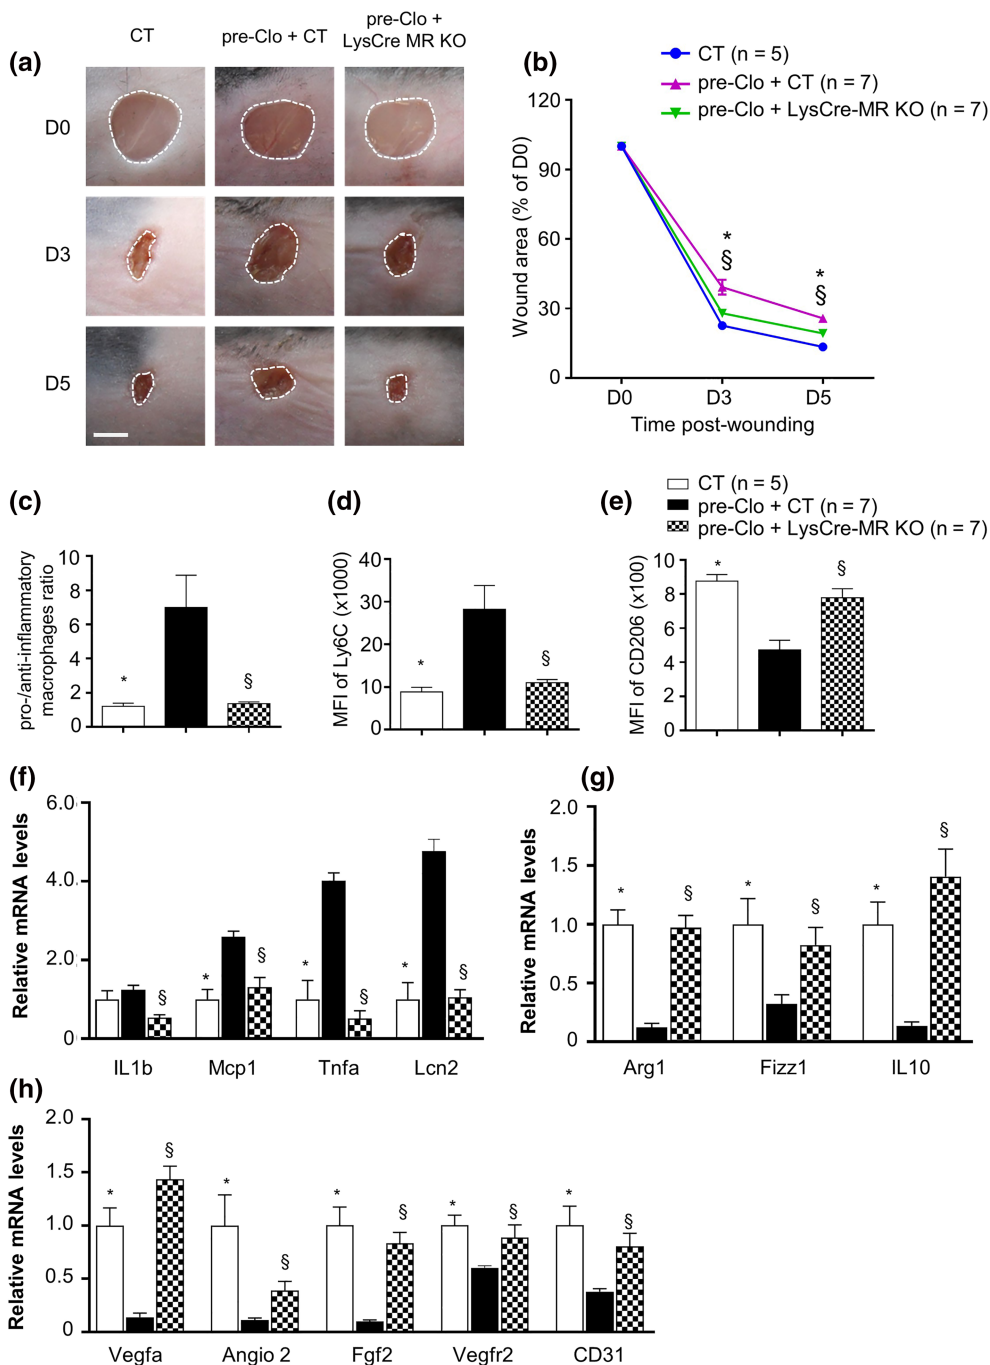 (a)
CT
pre-Clo + CT
pre-Clo +
LysCre MR KO
D0
D3
D5
(b)
CT (n = 5)
pre-Clo + CT (n = 7)
pre-Clo + LysCre-MR KO (n = 7)
Wound area (% of D0)
120
90
60
30
0
*
§
*
§
D0 D3 D5
Time post-wounding
(c)
pro-/anti-inflammatory
macrophages ratio
10
8
6
4
2
0
*
§
(d)
MFI of Ly6C (x1000)
40
30
20
10
0
*
§
(e)
CT (n = 5)
pre-Clo + CT (n = 7)
pre-Clo + LysCre-MR KO (n = 7)
MFI of CD206 (x100)
10
8
6
4
2
0
*
§
(f)
Relative mRNA levels
6.0
4.0
2.0
0
§
* §
* §
* §
IL1b Mcp1 Tnfa Lcn2
(g)
Relative mRNA levels
2.0
1.5
1.0
0.5
0
* §
* §
* §
Arg1 Fizz1 IL10
(h)
Relative mRNA levels
2.0
1.5
1.0
0.5
0
* §
* §
* §
* §
* §
Vegfa Angio 2 Fgf2 Vegfr2 CD31